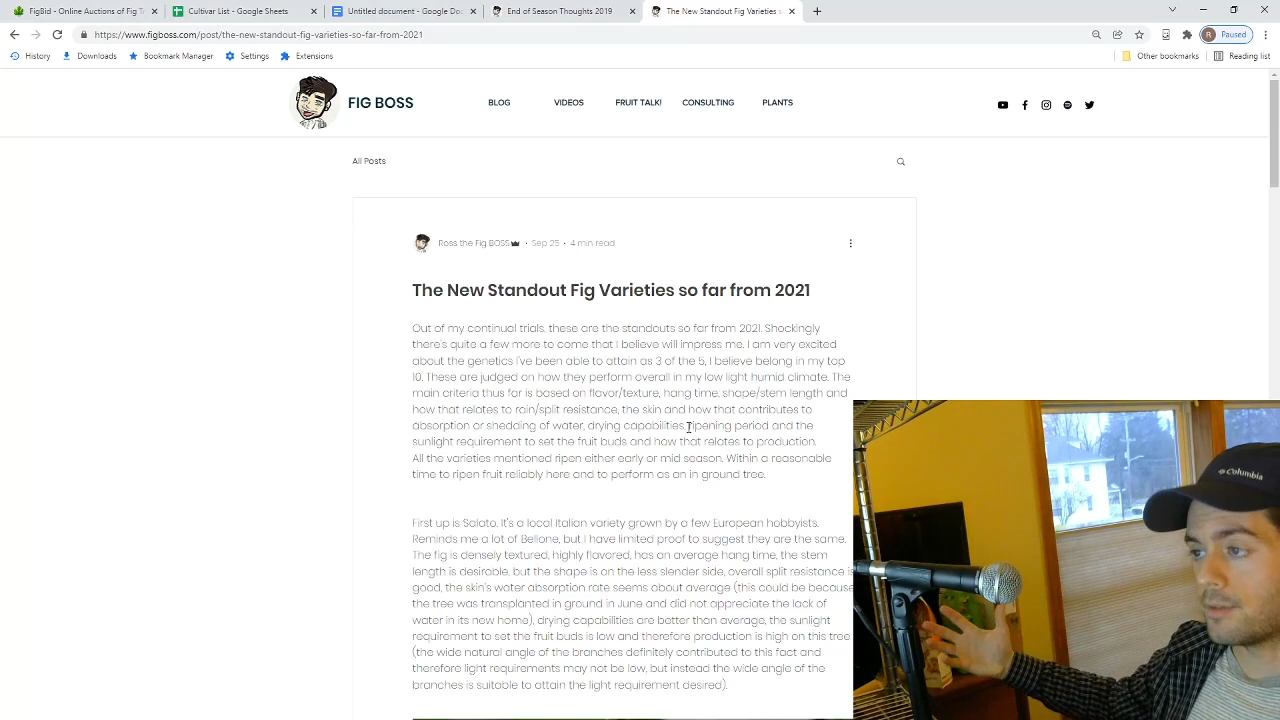 FigBid - Online Auctions of Fig T
Cultivar List - Google Sheets
Untitled document - Google Doc
End of Season Thoughts 2019
The New Standout Fig Varieties s
https://www.figboss.com/post/the-new-standout-fig-varieties-so-far-from-2021
R Paused
History
Downloads
Bookmark Manager
Settings
Extensions
Other bookmarks
Reading list
FIG BOSS
BLOG
VIDEOS
FRUIT TALK!
CONSULTING
PLANTS
All Posts
Ross the Fig BOSS · Sep 25 · 4 min read
The New Standout Fig Varieties so far from 2021
Out of my continual trials, these are the standouts so far from 2021. Shockingly
there's quite a few more to come that I believe will impress me. I am very excited
about the genetics I've been able to attain as 3 of the 5, I believe belong in my top
10. These are judged on how they perform overall in my low light humid climate. The
main criteria thus far is based on flavor/texture, hang time, shape/stem length and
how that relates to rain/split resistance, the skin and how that contributes to
absorption or shedding of water, drying capabilities, ripening period and the
sunlight requirement to set the fruit buds and how that relates to production.
All the varieties mentioned ripen either early or mid season. Within a reasonable
time to ripen fruit reliably here and to perform as an in ground tree.
First up is Salato. It's a local Italian variety grown by a few European hobbyists.
Reminds me a lot of Bellone, but I have limited proof to suggest they are the same.
The fig is densely textured, highly flavored, has an average hang time, the stem
length is desirable, but the shape is on the less slender side, overall split resistance is
good, the skin's water absorption rate seems about average (this could be because
the tree was transplanted in ground in June and did not appreciate the lack of
water in its new home), drying capabilities are better than average, the sunlight
requirement to set the fruit buds is low and therefore production is high on this tree
(the wide natural angle of the branches definitely contributed to this fact and
therefore light requirements may not be low, but instead the wide angle of the
branches is suitable to attain the light requirement desired).
Columbia